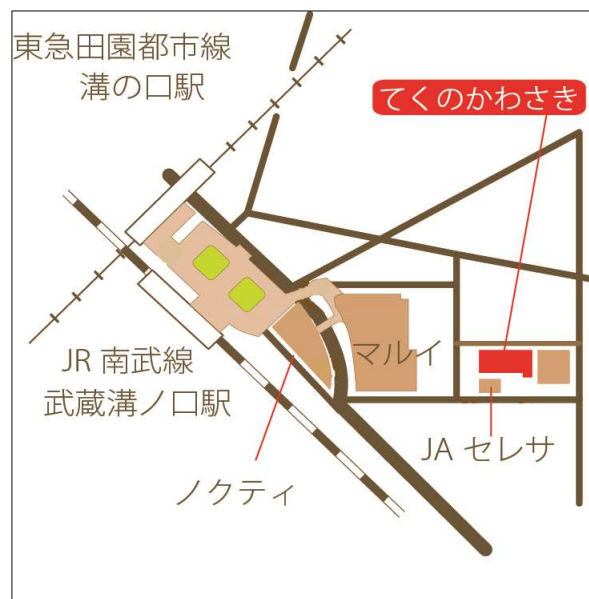 東急田園都市線
溝の口駅
てくのかわさき
マルイ
JR 南武線
武蔵溝ノ口駅
JA セレサ
ノクティ